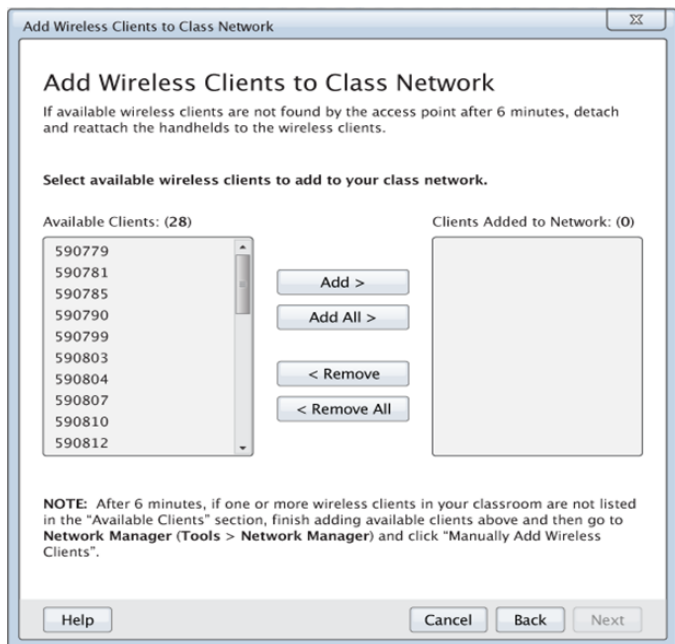 Add Wireless Clients to Class Network
Add Wireless Clients to Class Network
If available wireless clients are not found by the access point after 6 minutes, detach
and reattach the handhelds to the wireless clients.
Select available wireless clients to add to your class network.
Available Clients: (28)
Clients Added to Network: (0)
590779
590781
590785
590790
590799
590803
590804
590807
590810
590812
Add >
Add All >
< Remove
< Remove All
NOTE: After 6 minutes, if one or more wireless clients in your classroom are not listed
in the “Available Clients” section, finish adding available clients above and then go to
Network Manager (Tools > Network Manager) and click “Manually Add Wireless
Clients”.
Help
Cancel
Back
Next